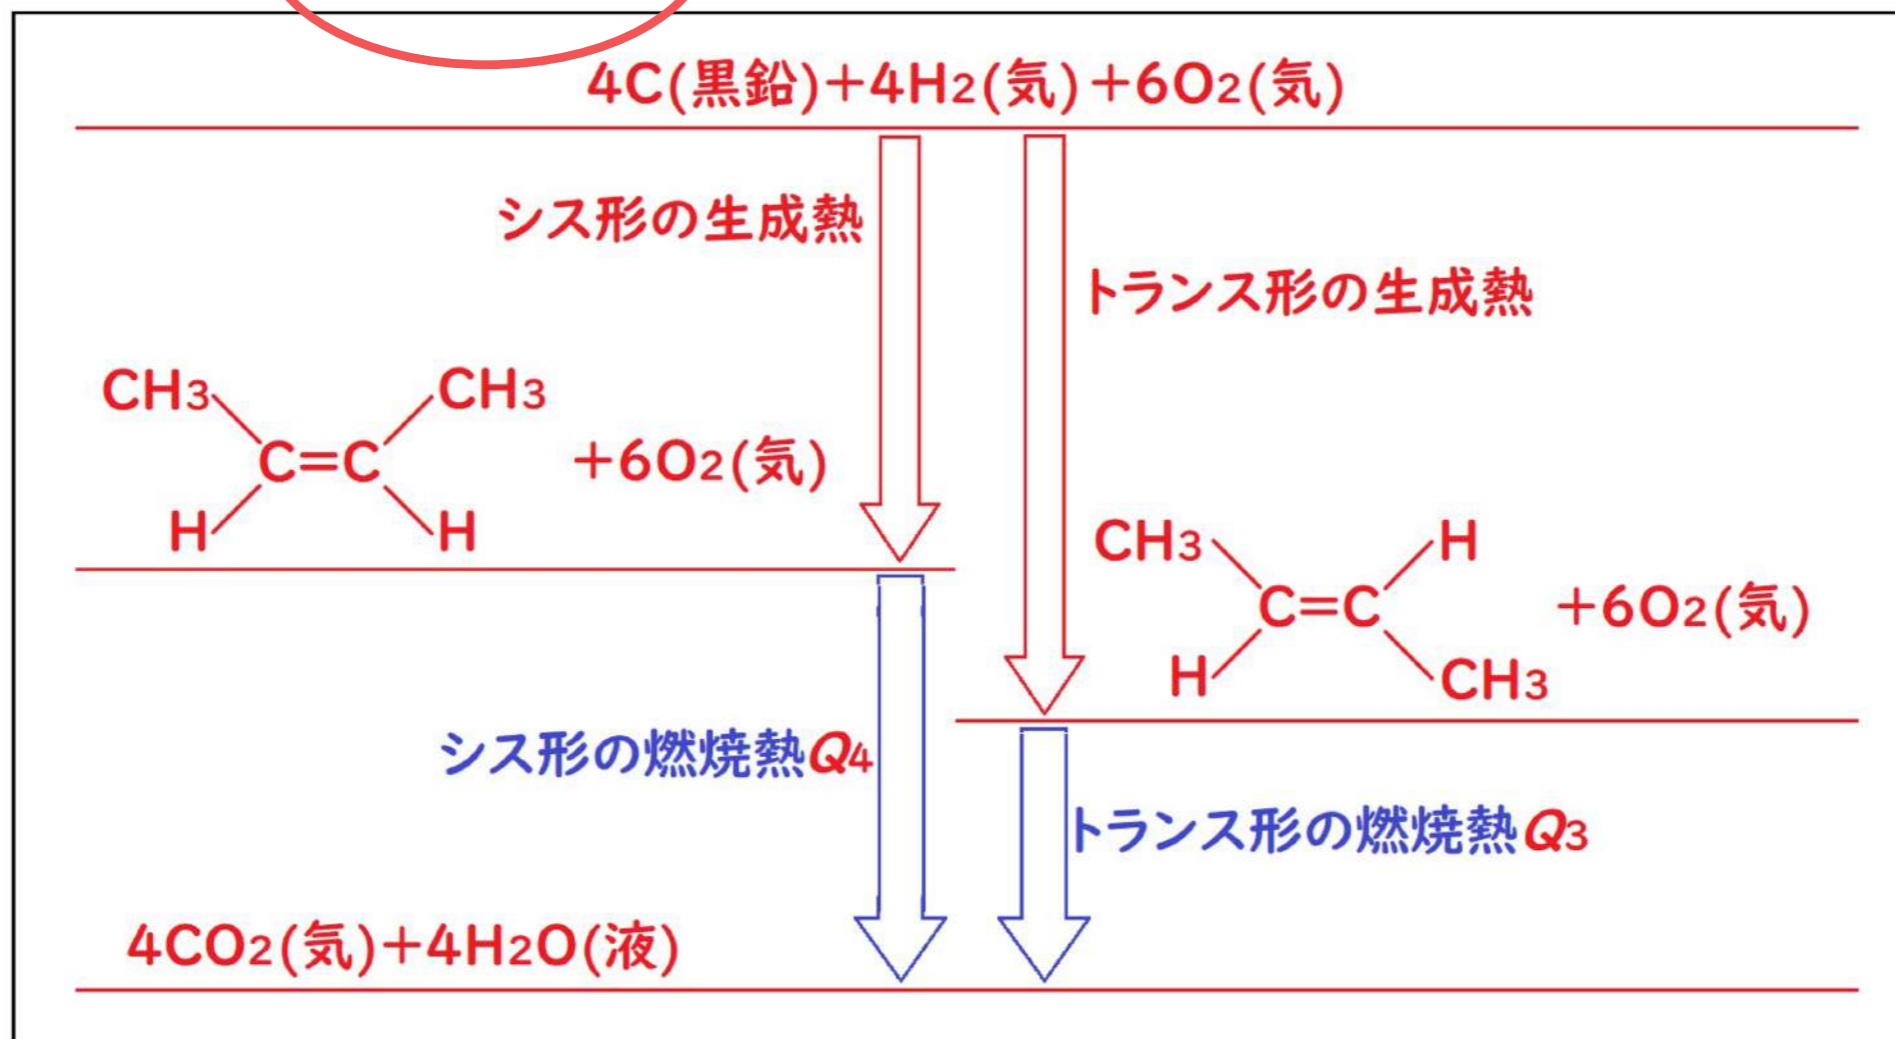 4C(黒鉛)+4H2(気)+6O2(気)
シス形の生成熱
トランス形の生成熱
CH3 CH3
C=C +6O2(気)
H H
CH3 H
C=C +6O2(気)
H CH3
シス形の燃焼熱Q4
トランス形の燃焼熱Q3
4CO2(気)+4H2O(液)